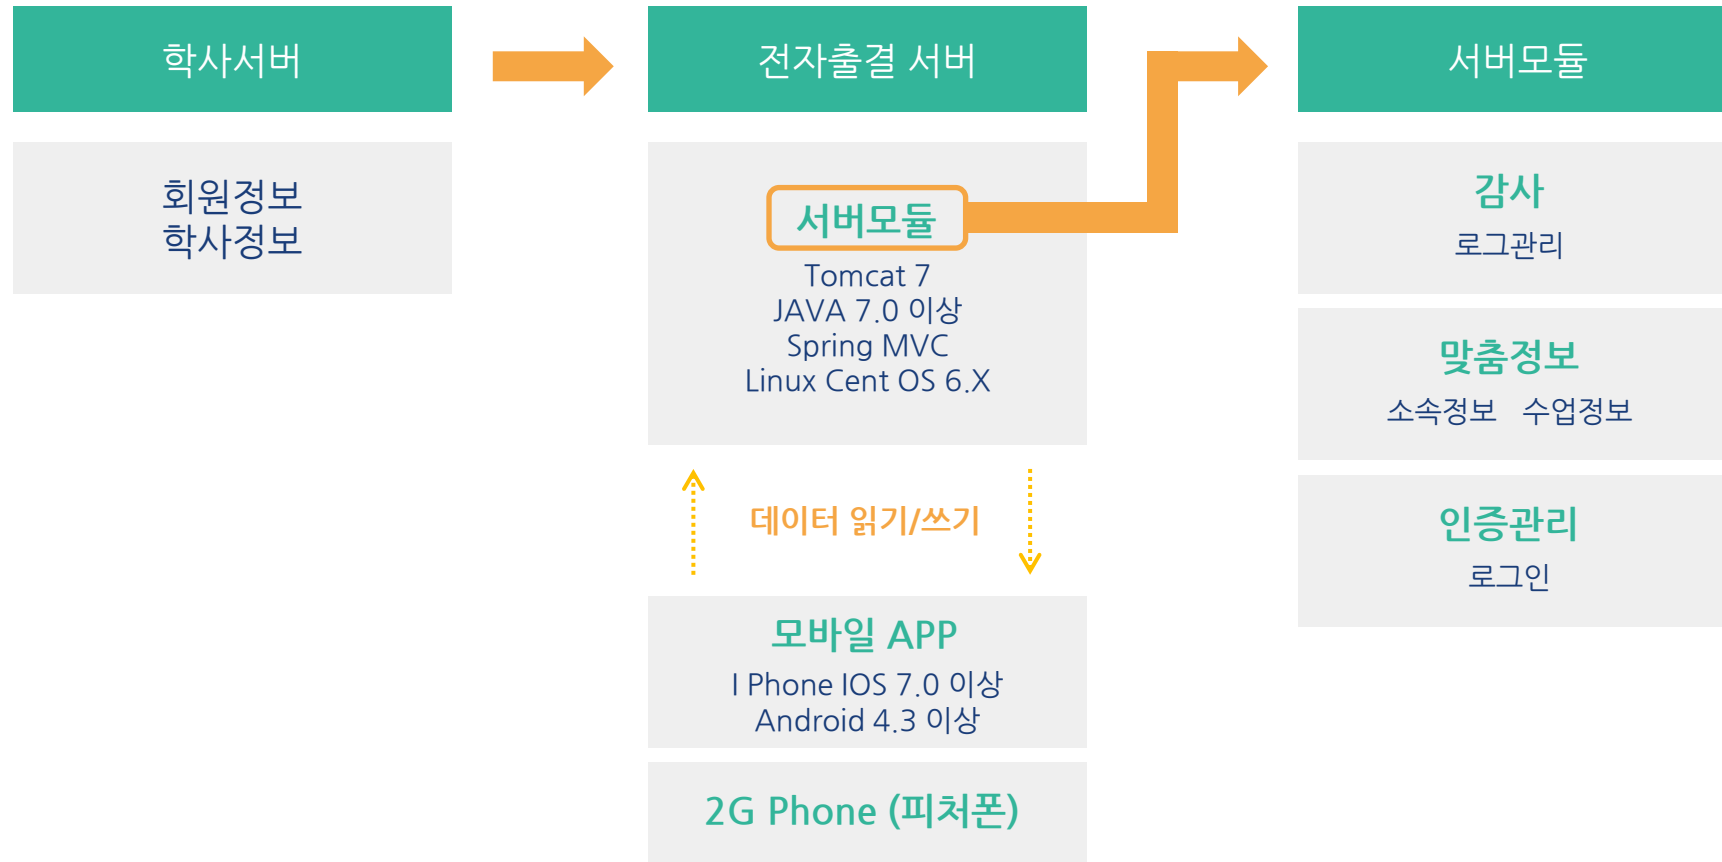 학사서버
회원정보
학사정보
전자출결 서버
서버모듈
Tomcat 7
JAVA 7.0 이상
Spring MVC
Linux Cent OS 6.X
데이터 읽기/쓰기
모바일 APP
I Phone IOS 7.0 이상
Android 4.3 이상
2G Phone (피처폰)
서버모듈
감사
로그관리
맞춤정보
소속정보 수업정보
인증관리
로그인